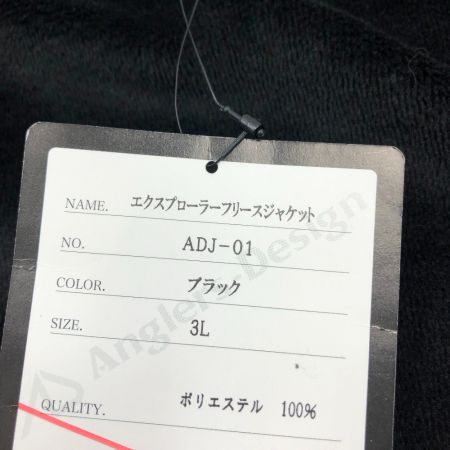 NAME. エクスプローラーフリースジャケット
NO. ADJ-01
COLOR. ブラック
SIZE. 3L
QUALITY. ポリエステル 100%
Anglers-Design